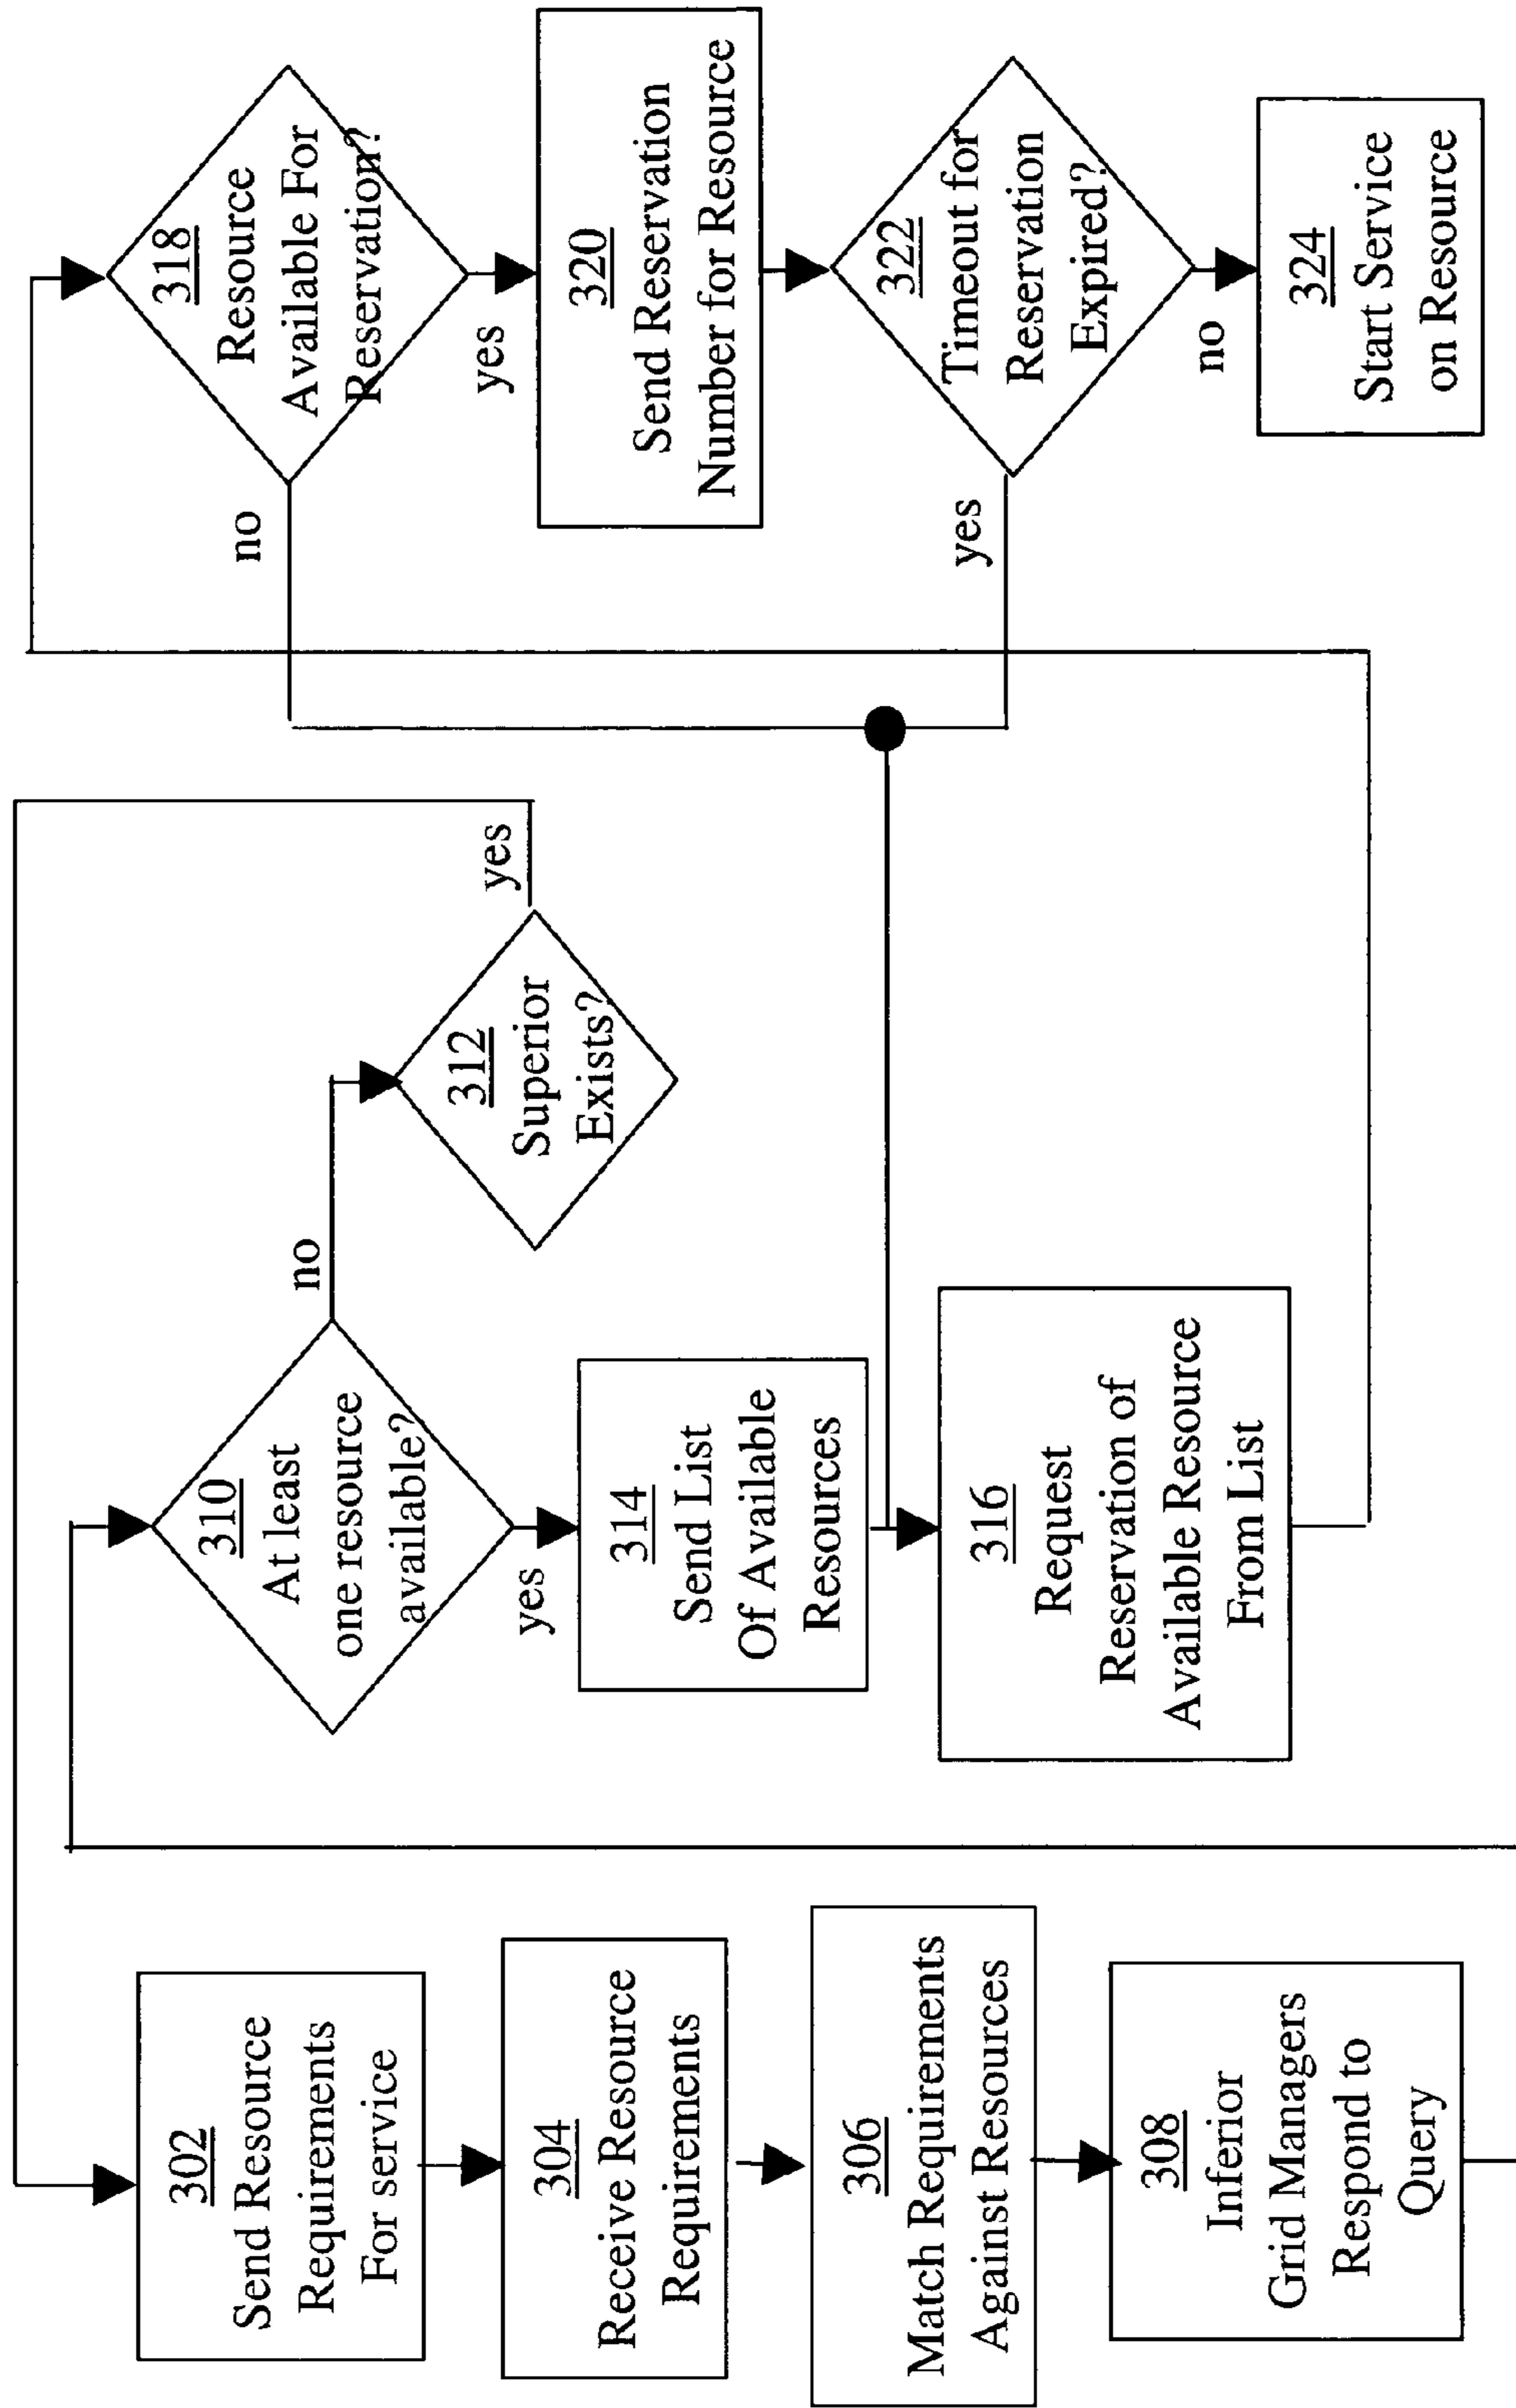 302
Send Resource
Requirements
For service
304
Receive Resource
Requirements
306
Match Requirements
Against Resources
308
Inferior
Grid Managers
Respond to
Query
310
At least
one resource
available?
no
yes
312
Superior
Exists?
yes
314
Send List
Of Available
Resources
316
Request
Reservation of
Available Resource
From List
318
Resource
Available For
Reservation?
no
yes
320
Send Reservation
Number for Resource
322
Timeout for
Reservation
Expired?
yes
no
324
Start Service
on Resource